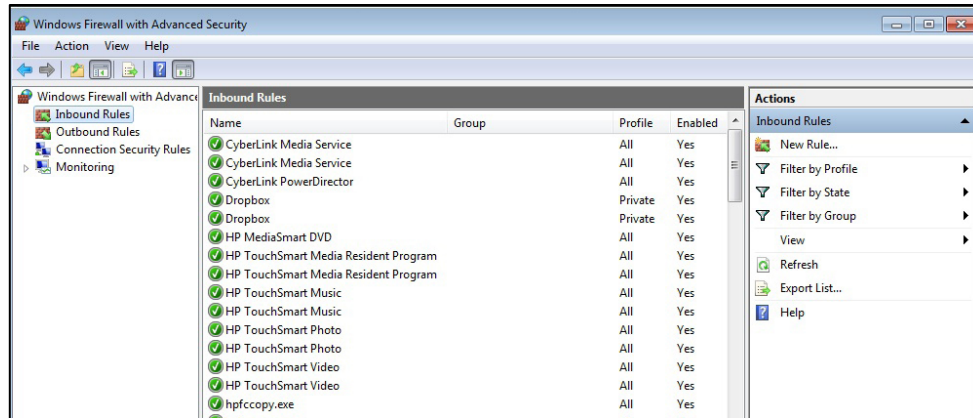 Windows Firewall with Advanced Security
File Action View Help
Windows Firewall with Advance
Inbound Rules
Outbound Rules
Connection Security Rules
Monitoring
Inbound Rules
Name Group Profile Enabled
CyberLink Media Service All Yes
CyberLink Media Service All Yes
CyberLink PowerDirector All Yes
Dropbox Private Yes
Dropbox Private Yes
HP MediaSmart DVD All Yes
HP TouchSmart Media Resident Program All Yes
HP TouchSmart Media Resident Program All Yes
HP TouchSmart Music All Yes
HP TouchSmart Music All Yes
HP TouchSmart Photo All Yes
HP TouchSmart Photo All Yes
HP TouchSmart Video All Yes
HP TouchSmart Video All Yes
hpfccopy.exe All Yes
Actions
Inbound Rules
New Rule...
Filter by Profile
Filter by State
Filter by Group
View
Refresh
Export List...
Help